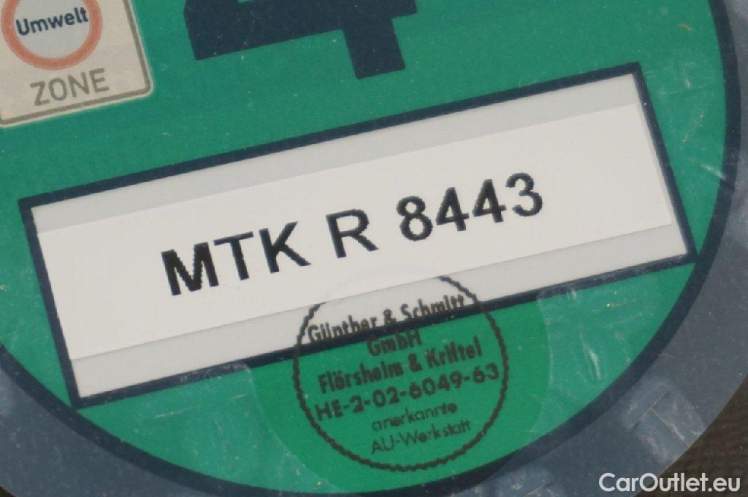 4
Umwelt
ZONE
MTK R 8443
Günther & Schmitt
GmbH
Flörsheim & Kriftel
HE-2-02-6049-63
anerkannte
AU-Werkstatt
CarOutlet.eu